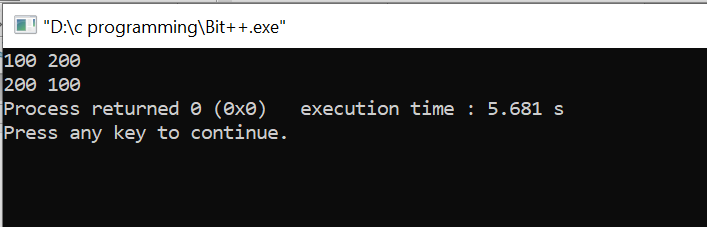 "D:\c programming\Bit++.exe"
100 200
200 100
Process returned 0 (0x0)   execution time : 5.681 s
Press any key to continue.